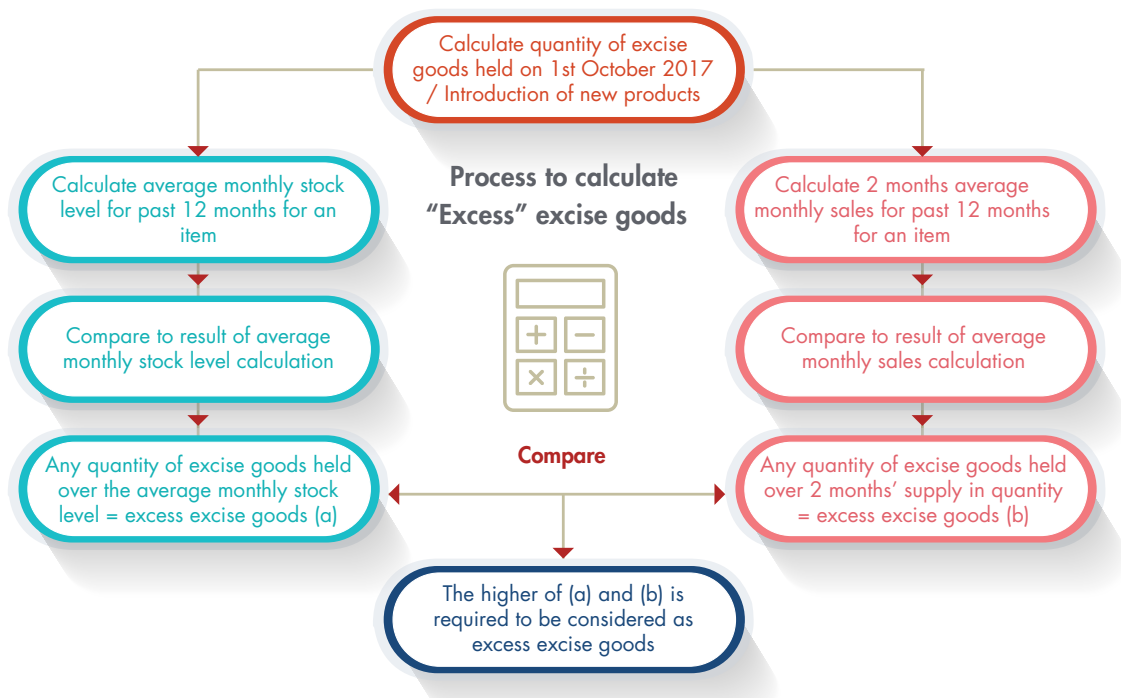 Calculate quantity of excise
goods held on 1st October 2017
/ Introduction of new products
Process to calculate
“Excess” excise goods
Calculate average monthly stock
level for past 12 months for an
item
Compare to result of average
monthly stock level calculation
Any quantity of excise goods held
over the average monthly stock
level = excess excise goods (a)
Calculate 2 months average
monthly sales for past 12 months
for an item
Compare to result of average
monthly sales calculation
Any quantity of excise goods held
over 2 months’ supply in quantity
= excess excise goods (b)
Compare
The higher of (a) and (b) is
required to be considered as
excess excise goods